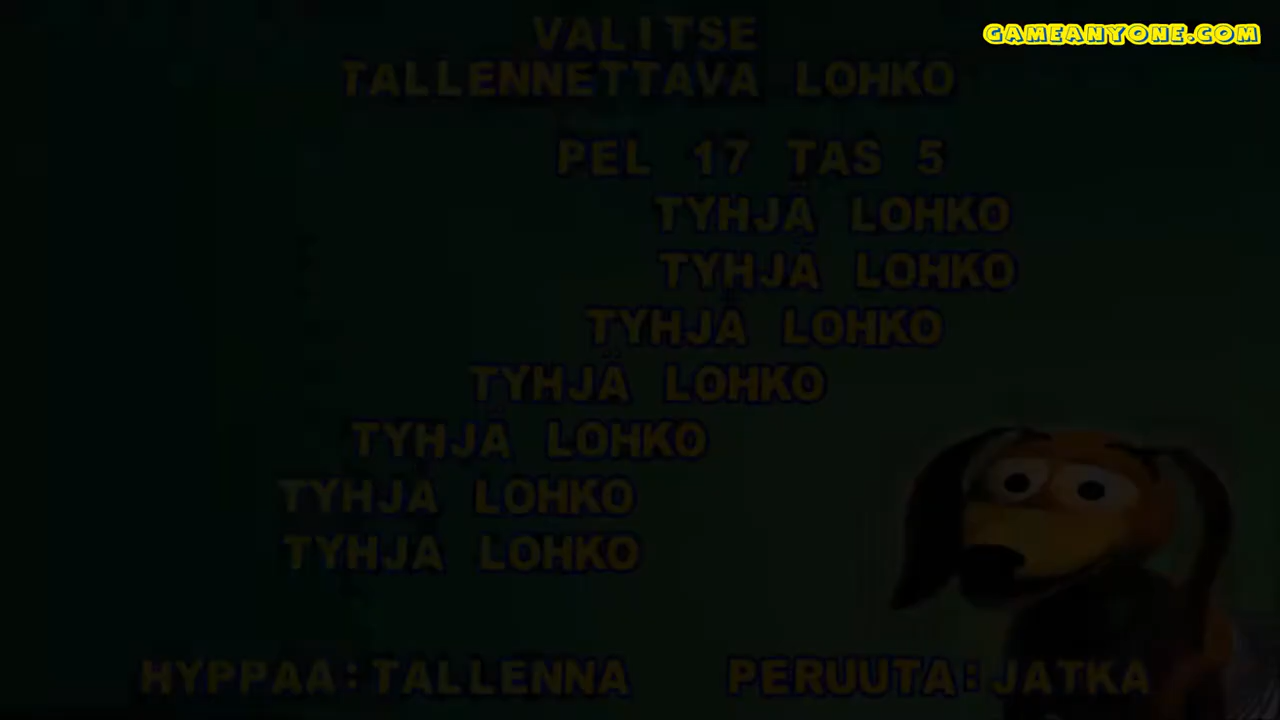 GAMEANYONE.COM
VALITSE
TALLENNETTAVA LOHKO
PEL 17 TAS 5
TYHJÄ LOHKO
TYHJÄ LOHKO
TYHJÄ LOHKO
TYHJÄ LOHKO
TYHJÄ LOHKO
TYHJÄ LOHKO
TYHJÄ LOHKO
HYPPAA:TALLENNA PERUUTA:JATKA